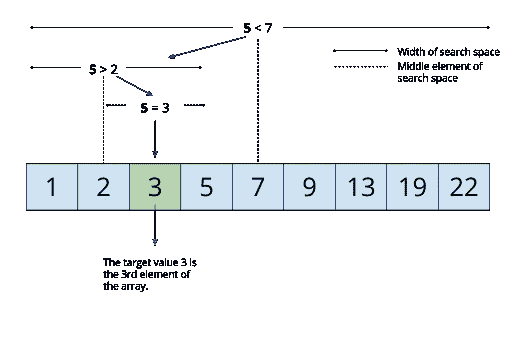 5 < 7
Width of search space
Middle element of
search space
5 > 2
5 = 3
1 2 3 5 7 9 13 19 22
The target value 3 is
the 3rd element of
the array.